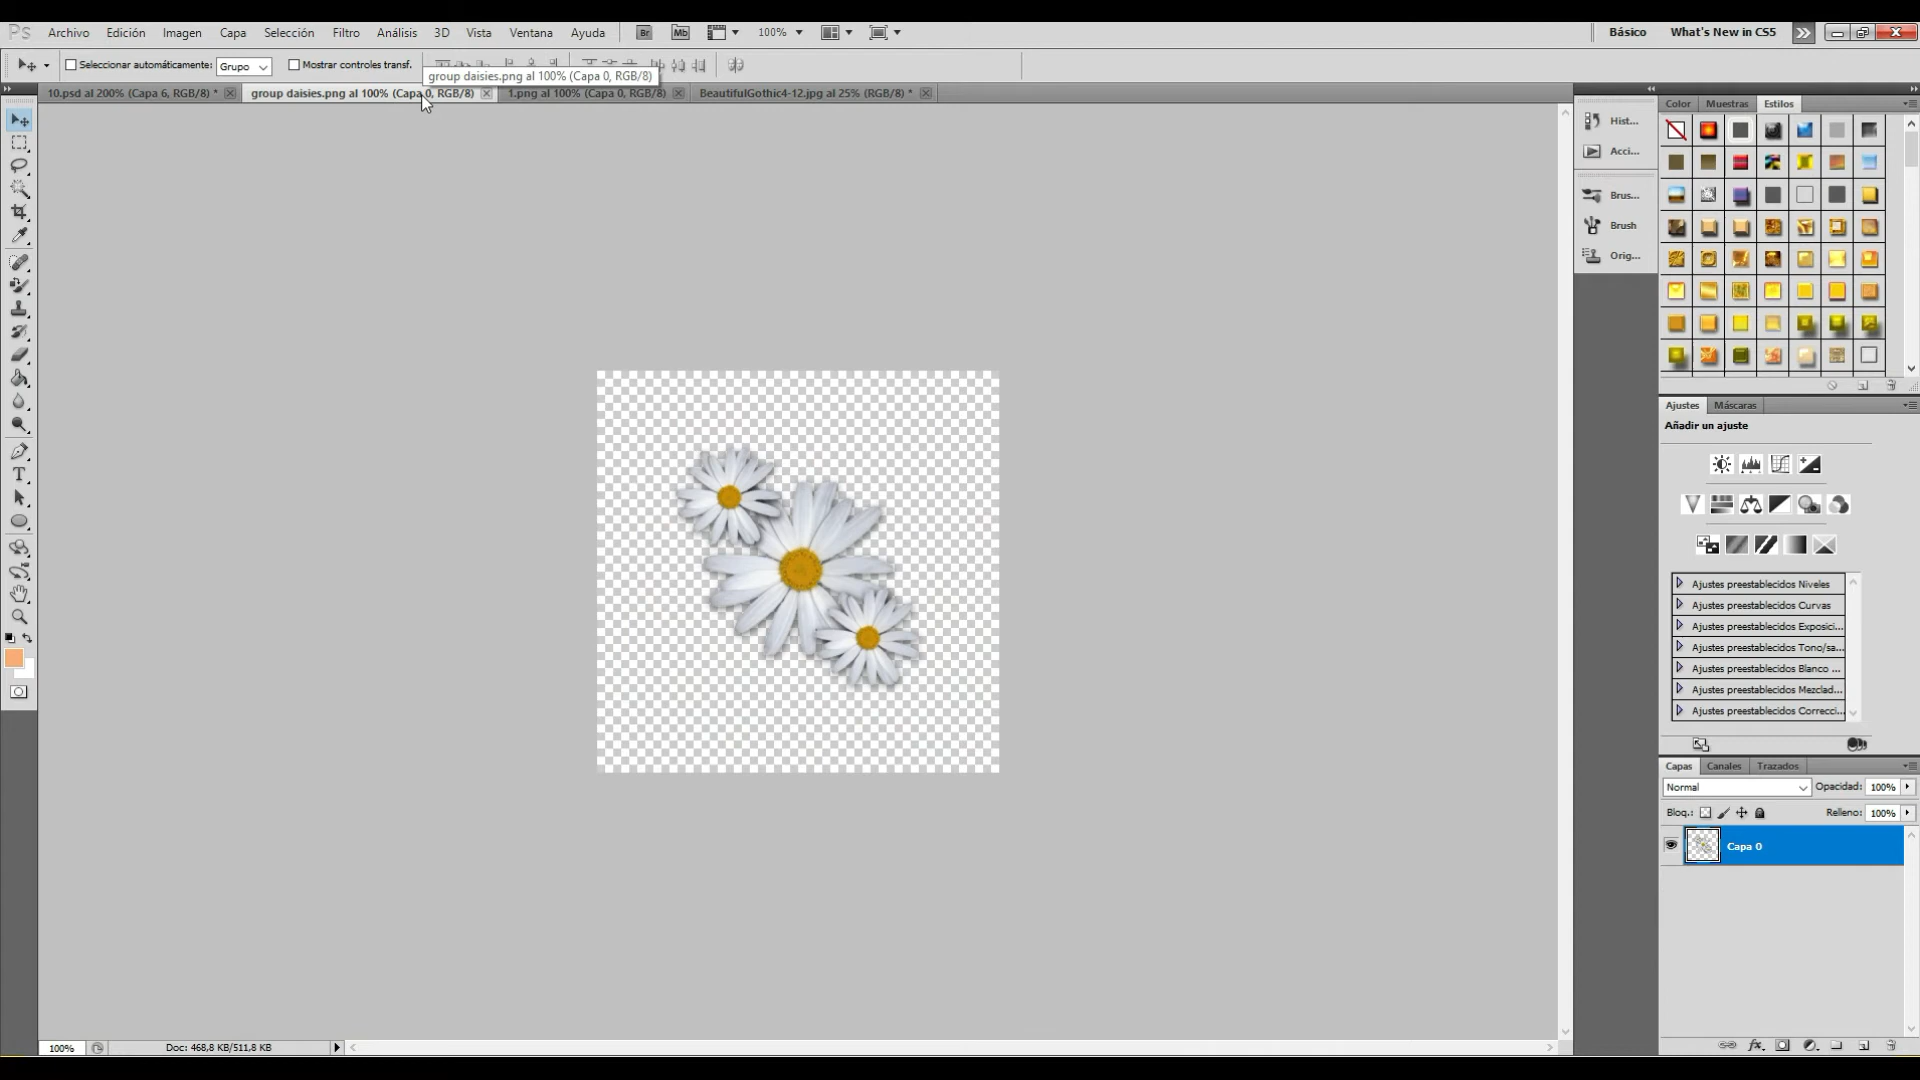 Ps Archivo Edición Imagen Capa Selección Filtro Análisis 3D Vista Ventana Ayuda Br Mb 100% Básico What's New in CS5
Seleccionar automáticamente: Grupo Mostrar controles transf.
group daisies.png al 100% (Capa 0, RGB/8)
10.psd al 200% (Capa 6, RGB/8) * group daisies.png al 100% (Capa 0, RGB/8) 1.png al 100% (Capa 0, RGB/8) BeautifulGothic4-12.jpg al 25% (RGB/8) *
Hist...
Acci...
Brus...
Brush
Orig...
Color Muestras Estilos
Ajustes Máscaras
Añadir un ajuste
Ajustes preestablecidos Niveles
Ajustes preestablecidos Curvas
Ajustes preestablecidos Exposici...
Ajustes preestablecidos Tono/sa...
Ajustes preestablecidos Blanco ...
Ajustes preestablecidos Mezclad...
Ajustes preestablecidos Correcci...
Capas Canales Trazados
Normal Opacidad: 100%
Bloq.: Relleno: 100%
Capa 0
100% Doc: 468,8 KB/511,8 KB